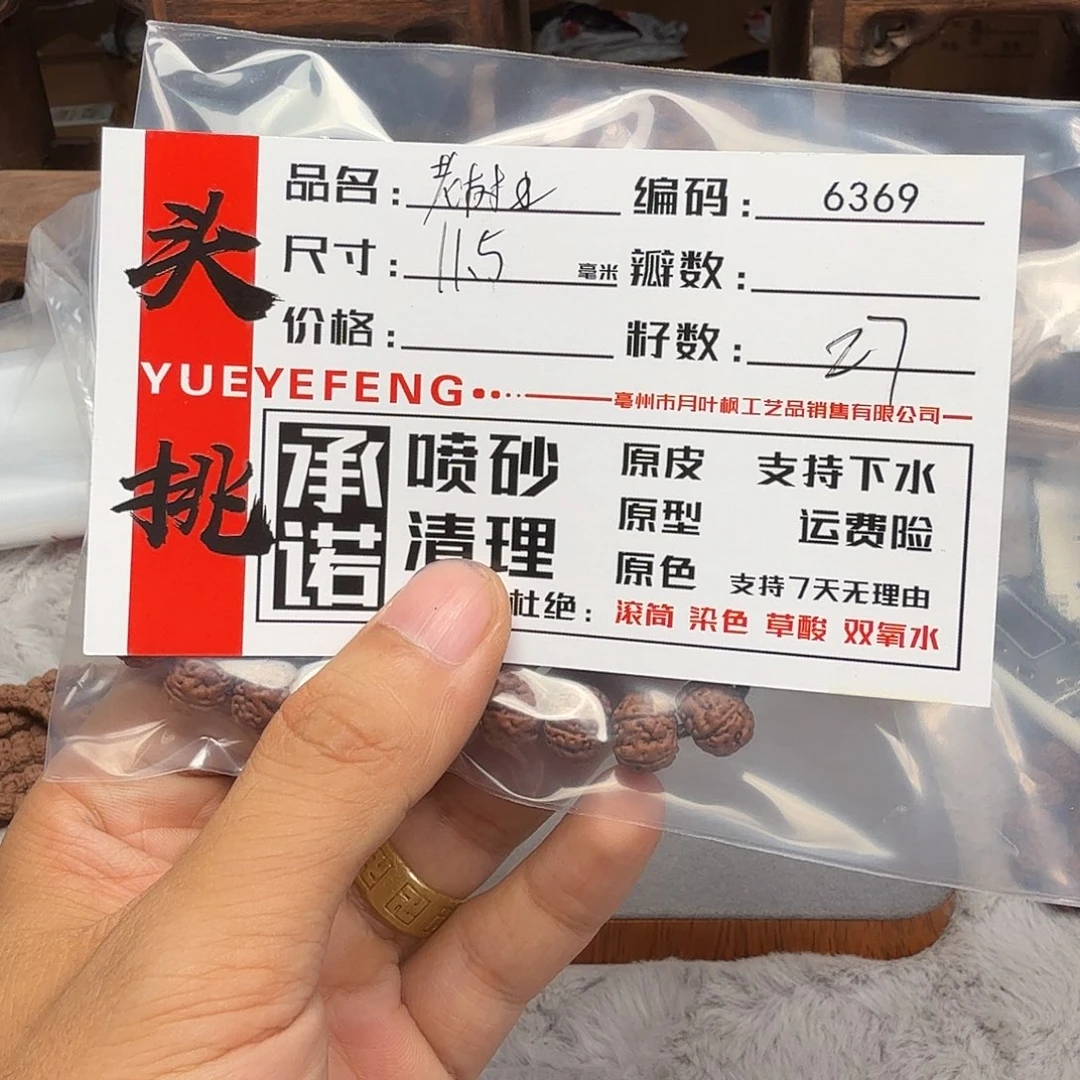 头挑
品名：老树
编码：6369
尺寸：11.5 毫米
瓣数：
价格：
籽数：27
YUEYEFENG
亳州市月叶枫工艺品销售有限公司
承诺
喷砂
清理
原皮
原型
原色
支持下水
运费险
支持7天无理由
杜绝：滚筒 染色 草酸 双氧水